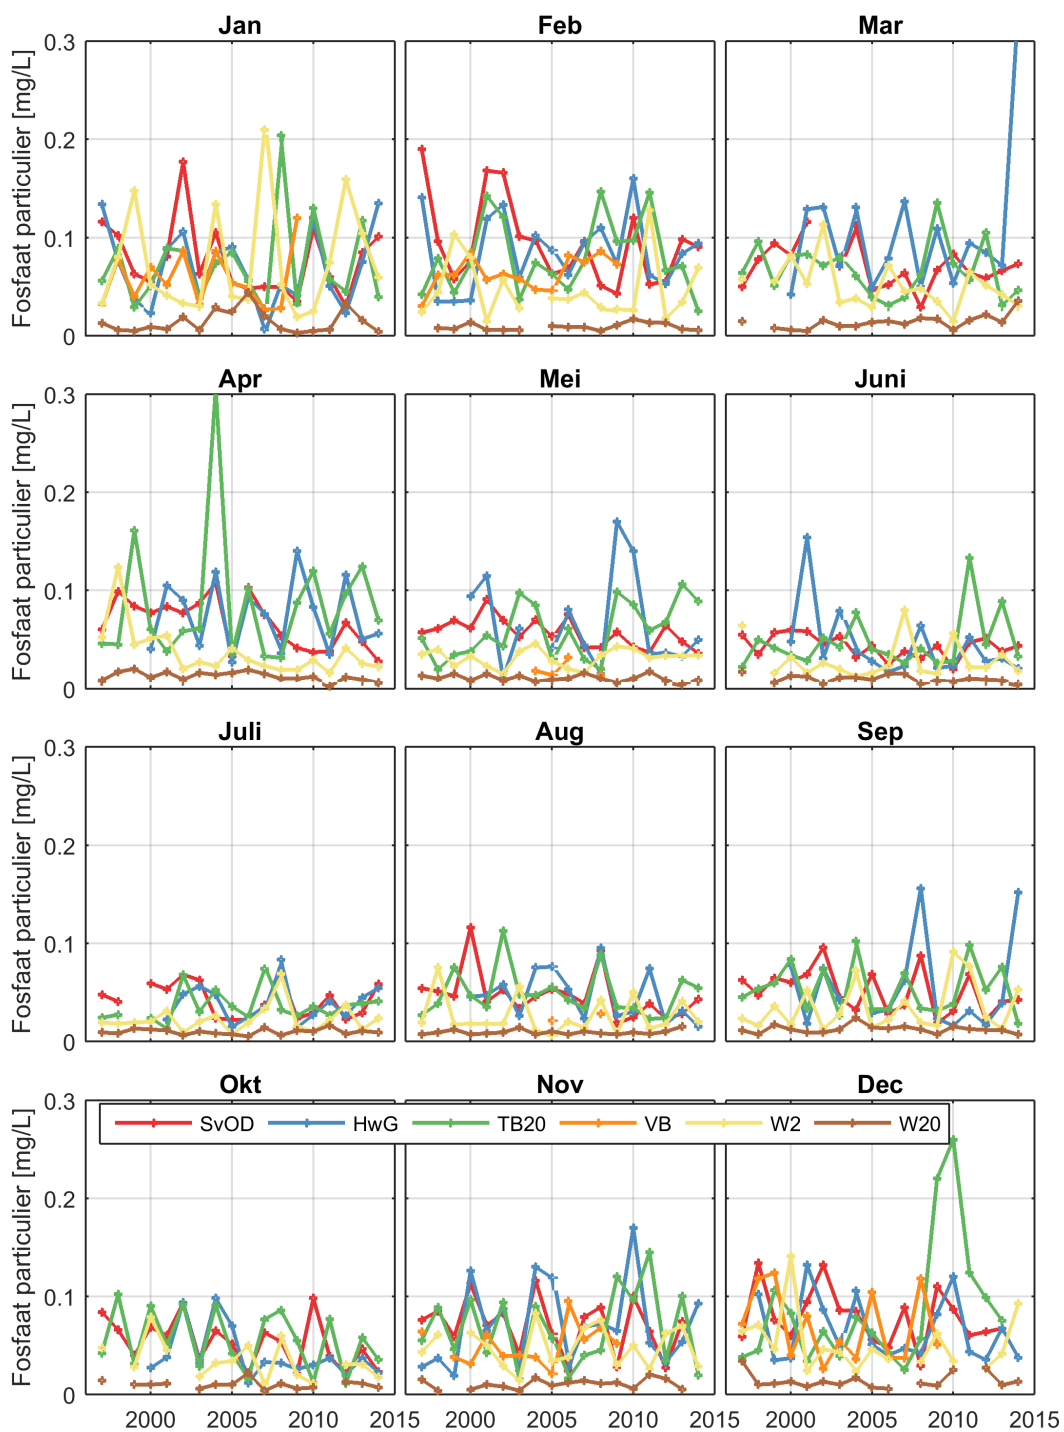 Jan Feb Mar
0.3
0.2
0.1
0
Fosfaat particulier [mg/L]
Apr Mei Juni
0.3
0.2
0.1
0
Fosfaat particulier [mg/L]
Juli Aug Sep
0.3
0.2
0.1
0
Fosfaat particulier [mg/L]
Okt Nov Dec
0.3
0.2
0.1
0
Fosfaat particulier [mg/L]
SvOD HwG TB20 VB W2 W20
2000 2005 2010 2015 2000 2005 2010 2015 2000 2005 2010 2015